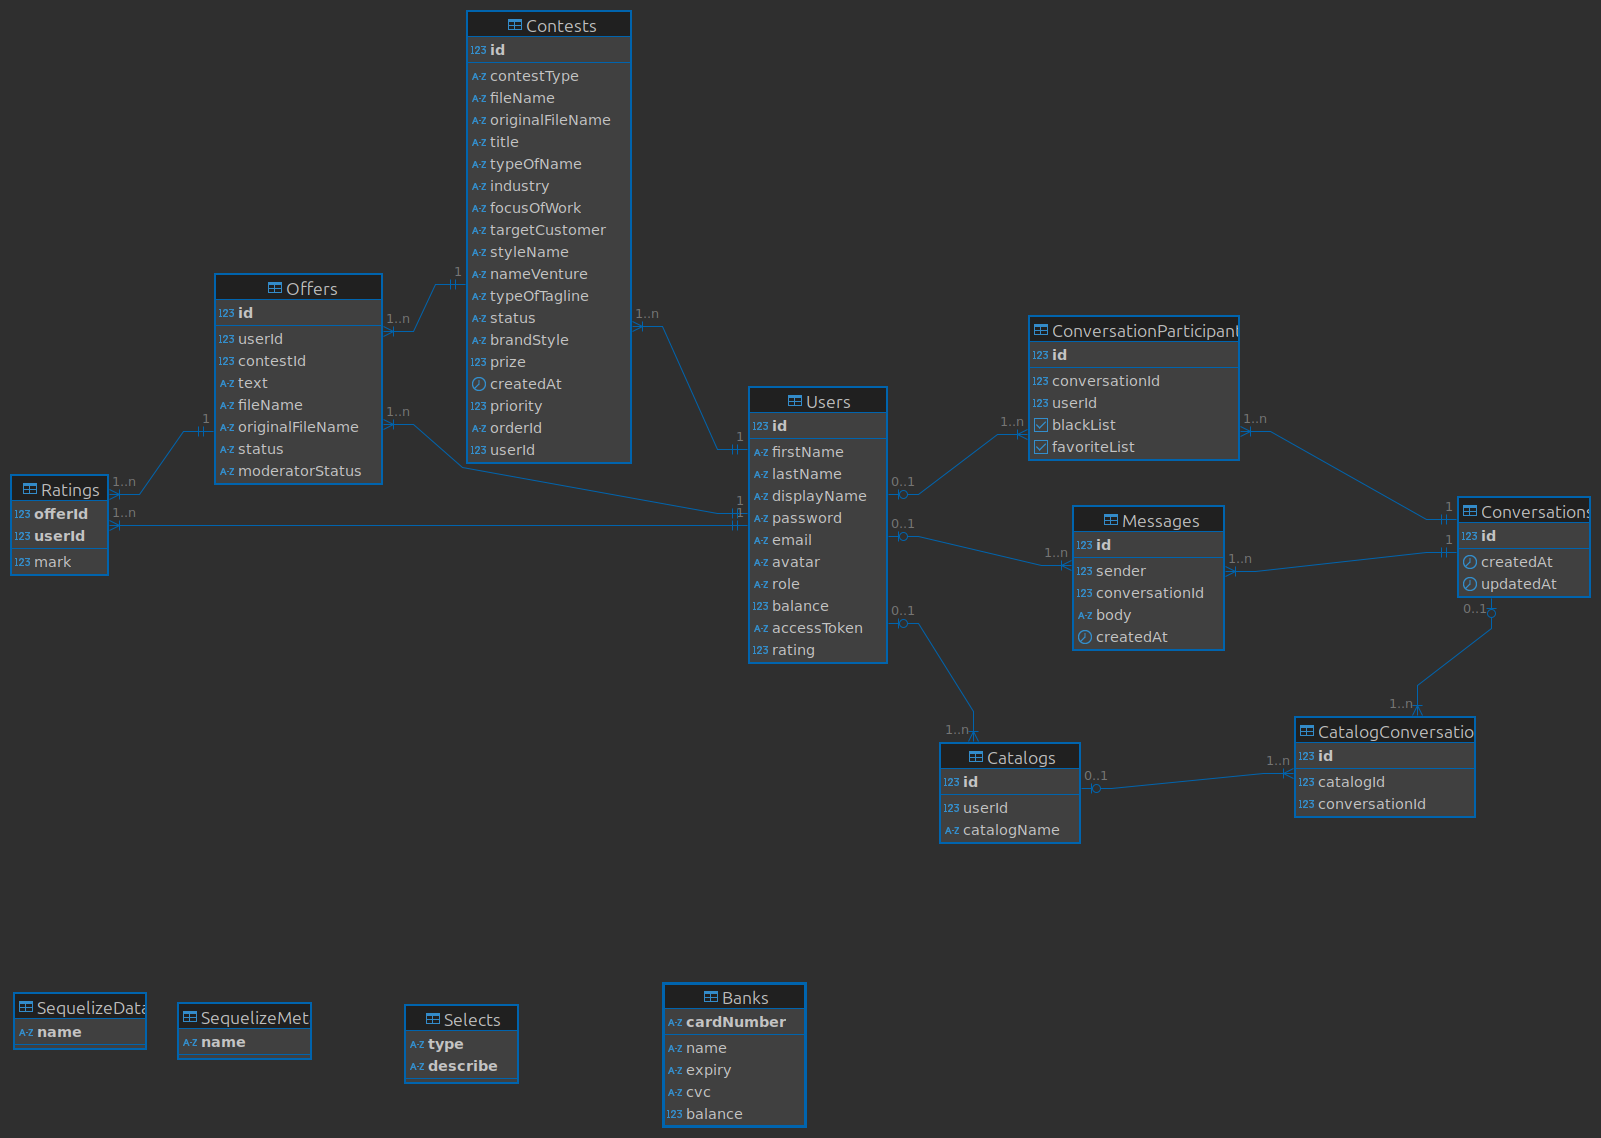 Contests
123 id
A-Z contestType
A-Z fileName
A-Z originalFileName
A-Z title
A-Z typeOfName
A-Z industry
A-Z focusOfWork
A-Z targetCustomer
A-Z styleName
A-Z nameVenture
A-Z typeOfTagline
A-Z status
A-Z brandStyle
A-Z prize
createdAt
123 priority
A-Z orderId
123 userId
1
1..n
Offers
123 id
123 userId
123 contestId
A-Z text
A-Z fileName
A-Z originalFileName
A-Z status
A-Z moderatorStatus
1..n
1..n
1
Ratings
123 offerId
123 userId
123 mark
1..n
1..n
Users
123 id
A-Z firstName
A-Z lastName
A-Z displayName
A-Z password
A-Z email
A-Z avatar
A-Z role
123 balance
A-Z accessToken
123 rating
1
1
1
0..1
0..1
0..1
ConversationParticipant
123 id
123 conversationId
123 userId
blackList
favoriteList
1..n
1..n
Messages
123 id
123 sender
123 conversationId
A-Z body
createdAt
1..n
1..n
Conversations
123 id
createdAt
updatedAt
1
1
0..1
Catalogs
123 id
123 userId
A-Z catalogName
1..n
0..1
CatalogConversatio
123 id
123 catalogId
123 conversationId
1..n
1..n
SequelizeData
A-Z name
SequelizeMet
A-Z name
Selects
A-Z type
A-Z describe
Banks
A-Z cardNumber
A-Z name
A-Z expiry
A-Z cvc
123 balance